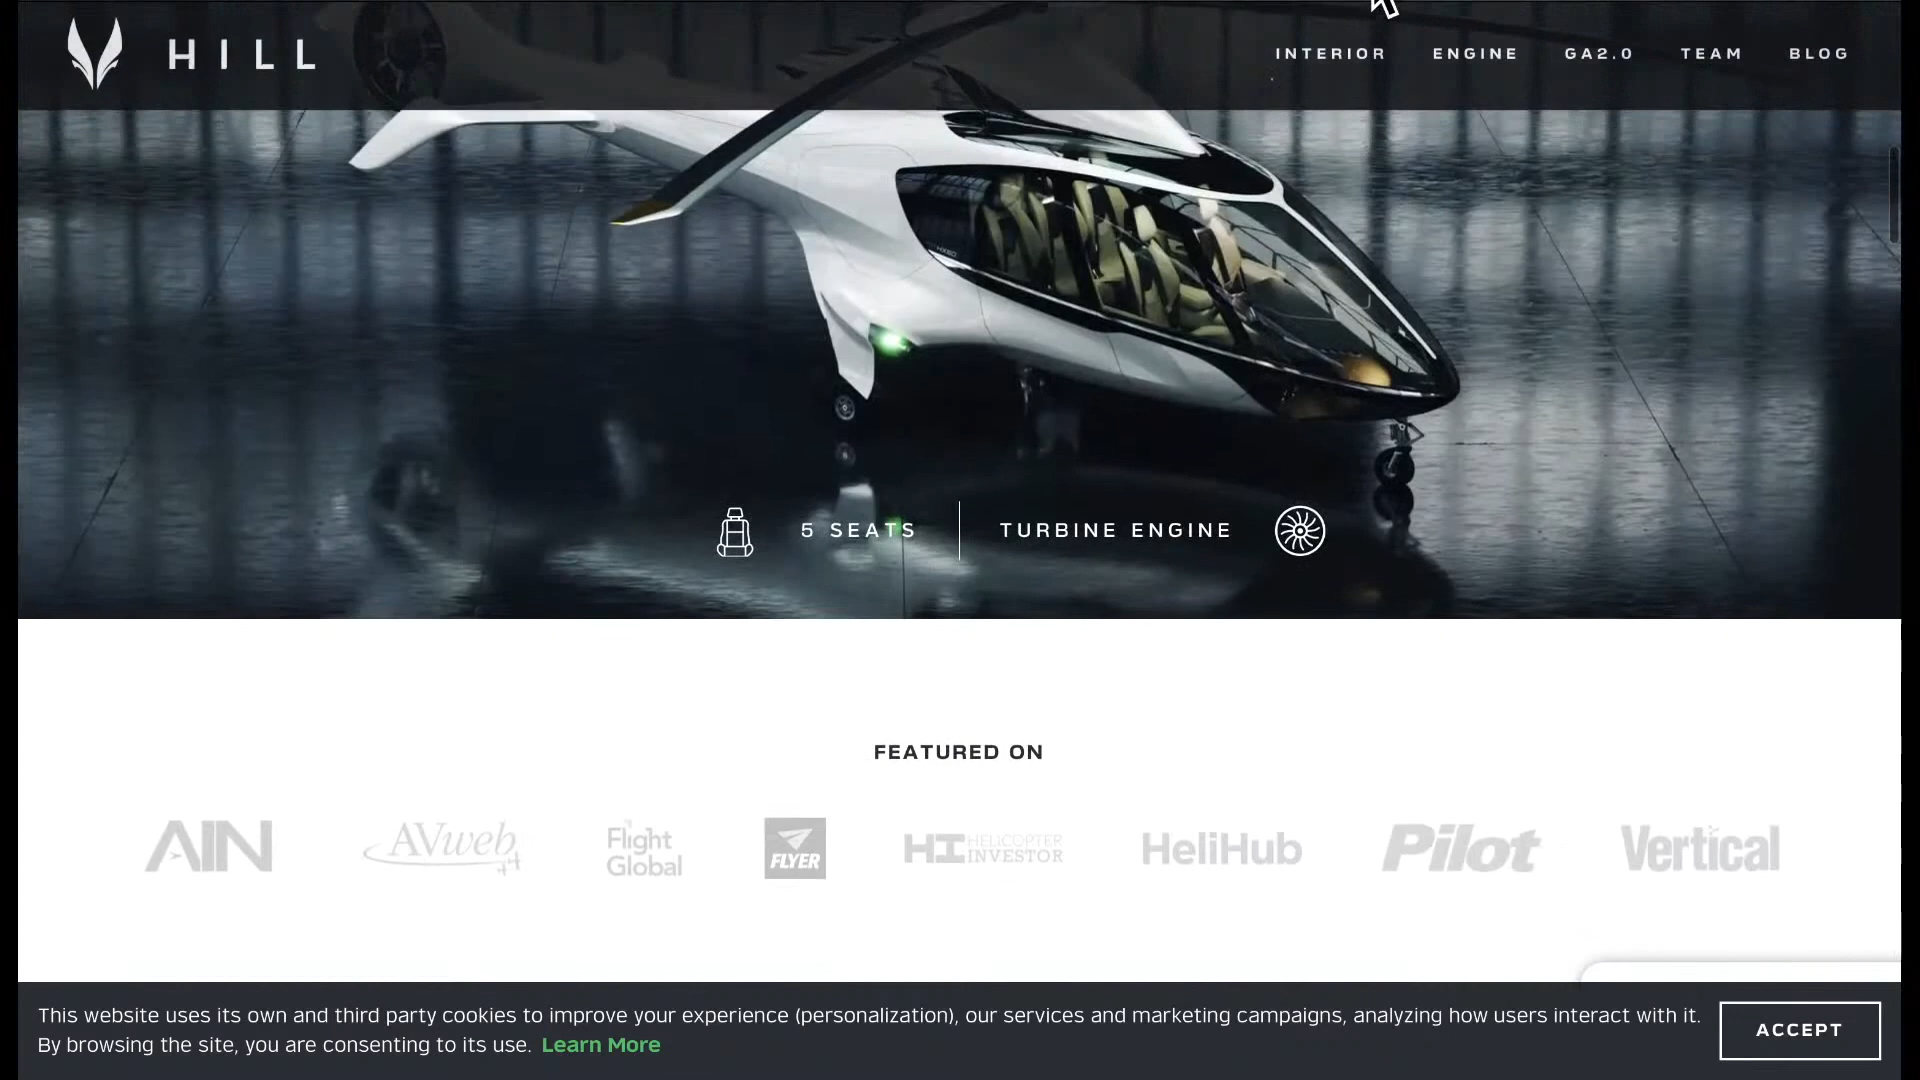 HILL
INTERIOR ENGINE GA2.0 TEAM BLOG
5 SEATS TURBINE ENGINE
FEATURED ON
AIN
AVweb
Flight
Global
FLYER
HI HELICOPTER
INVESTOR
HeliHub
Pilot
Vertical
This website uses its own and third party cookies to improve your experience (personalization), our services and marketing campaigns, analyzing how users interact with it.
By browsing the site, you are consenting to its use. Learn More
ACCEPT